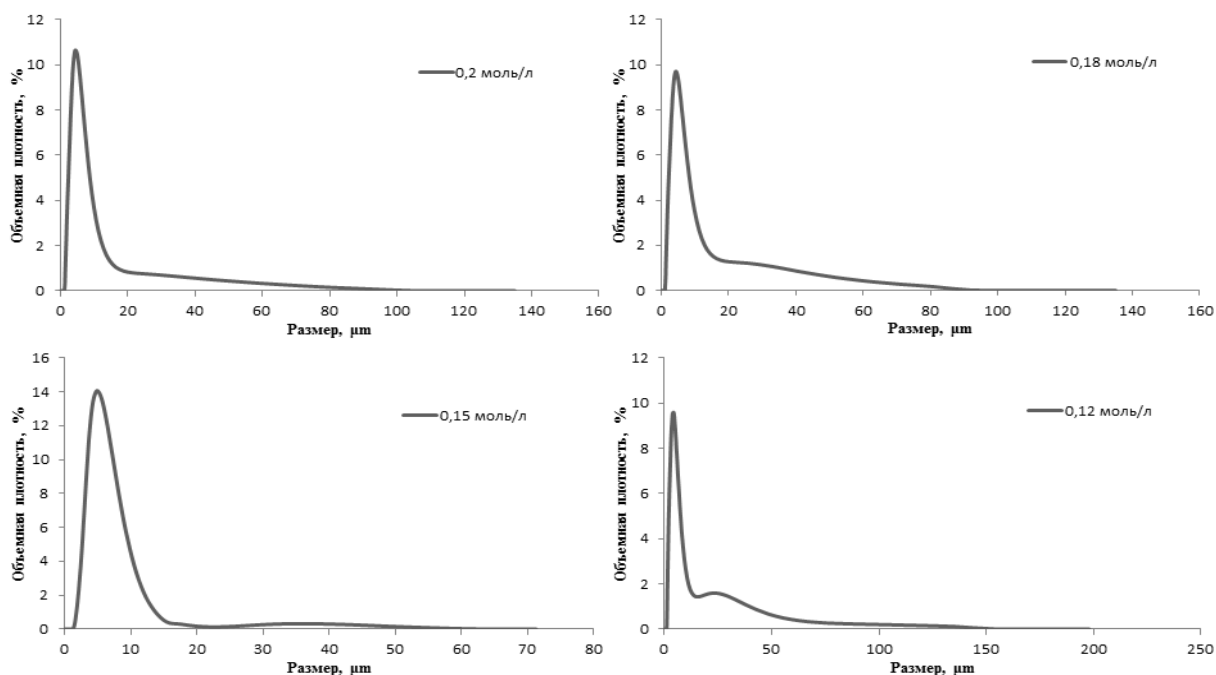 12
10
8
6
4
2
0
Объемная плотность, %
0,2 моль/л
0 20 40 60 80 100 120 140 160
Размер, μm
12
10
8
6
4
2
0
Объемная плотность, %
0,18 моль/л
0 20 40 60 80 100 120 140 160
Размер, μm
16
14
12
10
8
6
4
2
0
Объемная плотность, %
0,15 моль/л
0 10 20 30 40 50 60 70 80
Размер, μm
12
10
8
6
4
2
0
Объемная плотность, %
0,12 моль/л
0 50 100 150 200 250
Размер, μm